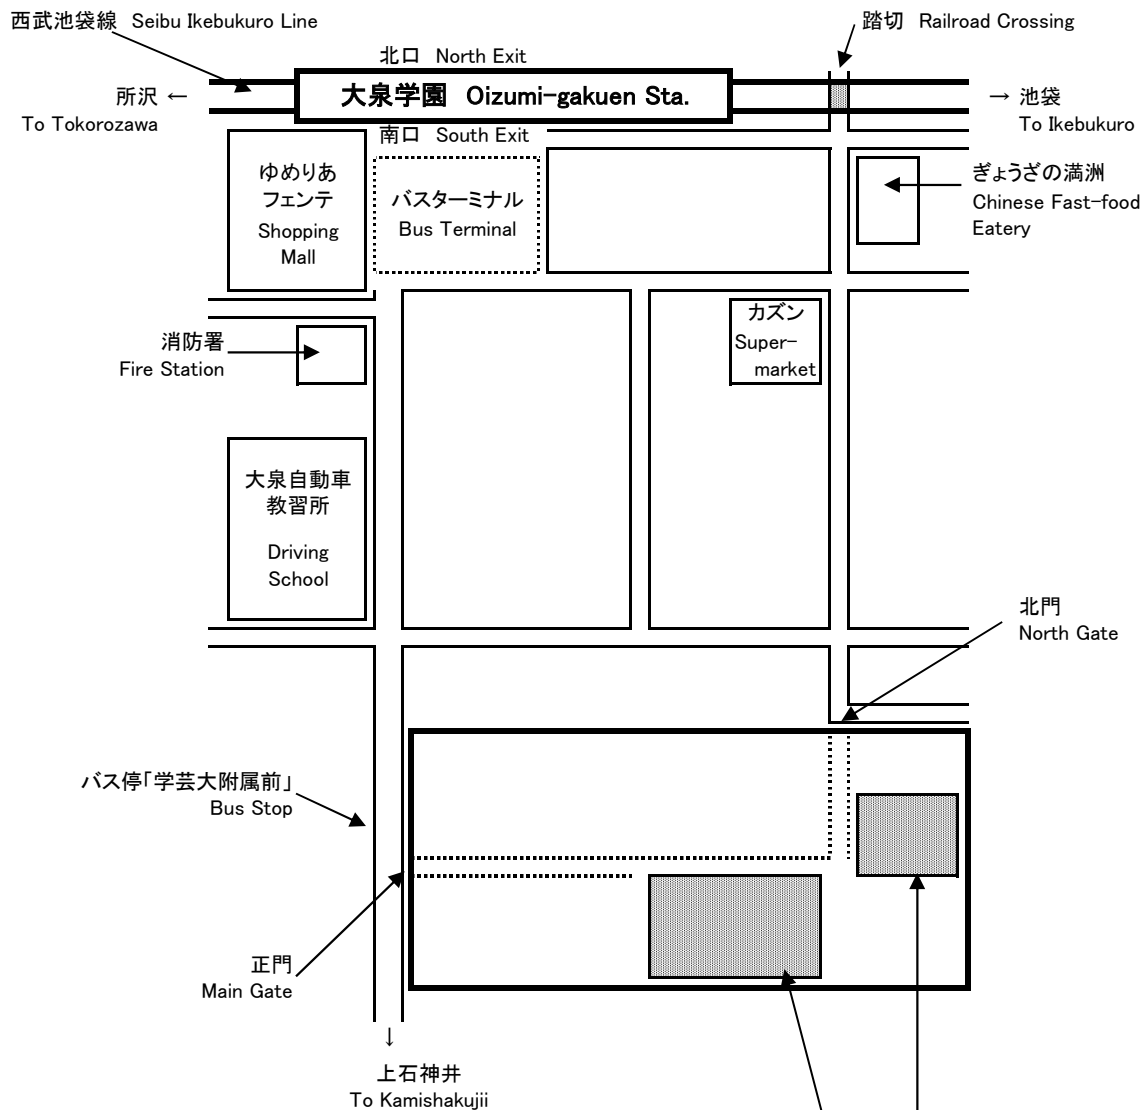 西武池袋線 Seibu Ikebukuro Line
踏切 Railroad Crossing
北口 North Exit
所沢 ←
To Tokorozawa
大泉学園 Oizumi-gakuen Sta.
→ 池袋
To Ikebukuro
南口 South Exit
ゆめりあ
フェンテ
Shopping
Mall
バスターミナル
Bus Terminal
ぎょうざの満洲
Chinese Fast-food
Eatery
消防署
Fire Station
カズン
Super-
market
大泉自動車
教習所
Driving
School
北門
North Gate
バス停「学芸大附属前」
Bus Stop
正門
Main Gate
↓
上石神井
To Kamishakujii